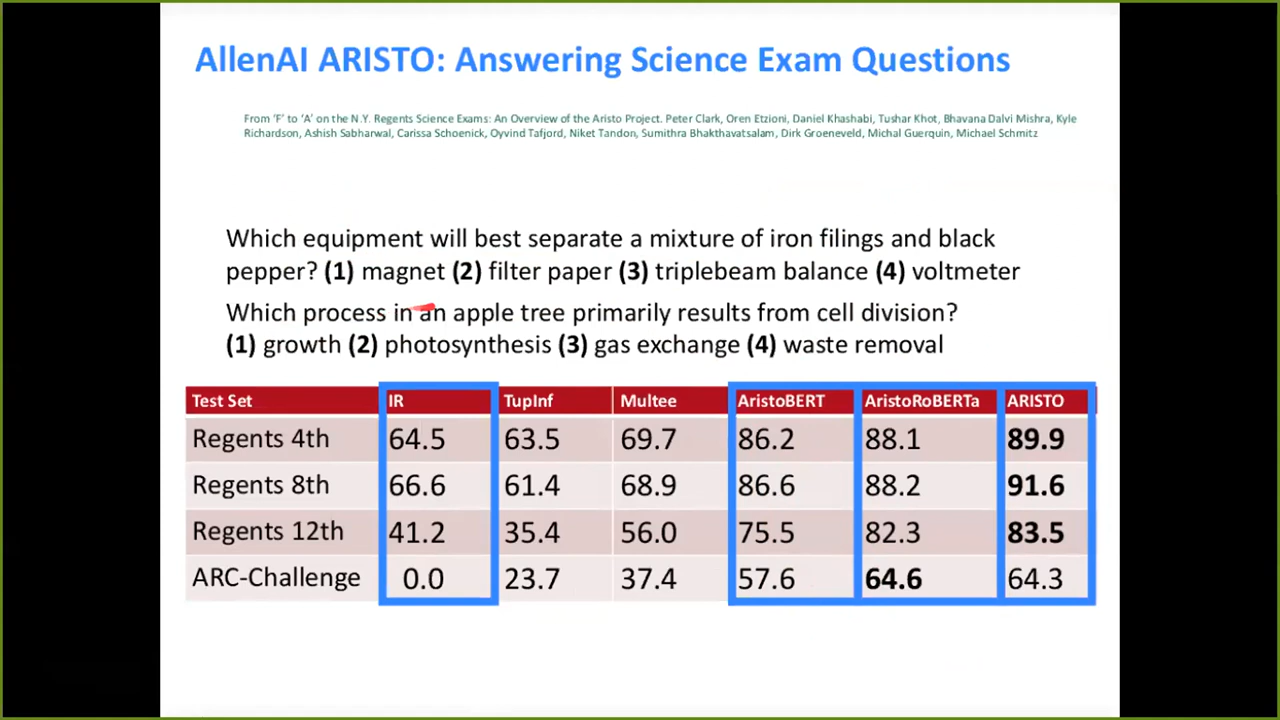 AllenAI ARISTO: Answering Science Exam Questions
From 'F' to 'A' on the N.Y. Regents Science Exams: An Overview of the Aristo Project. Peter Clark, Oren Etzioni, Daniel Khashabi, Tushar Khot, Bhavana Dalvi Mishra, Kyle
Richardson, Ashish Sabharwal, Carissa Schoenick, Oyvind Tafjord, Niket Tandon, Sumithra Bhakthavatsalam, Dirk Groeneveld, Michal Guerquin, Michael Schmitz
Which equipment will best separate a mixture of iron filings and black
pepper? (1) magnet (2) filter paper (3) triplebeam balance (4) voltmeter
Which process in an apple tree primarily results from cell division?
(1) growth (2) photosynthesis (3) gas exchange (4) waste removal
Test Set IR TupInf Multee AristoBERT AristoRoBERTa ARISTO
Regents 4th 64.5 63.5 69.7 86.2 88.1 89.9
Regents 8th 66.6 61.4 68.9 86.6 88.2 91.6
Regents 12th 41.2 35.4 56.0 75.5 82.3 83.5
ARC-Challenge 0.0 23.7 37.4 57.6 64.6 64.3